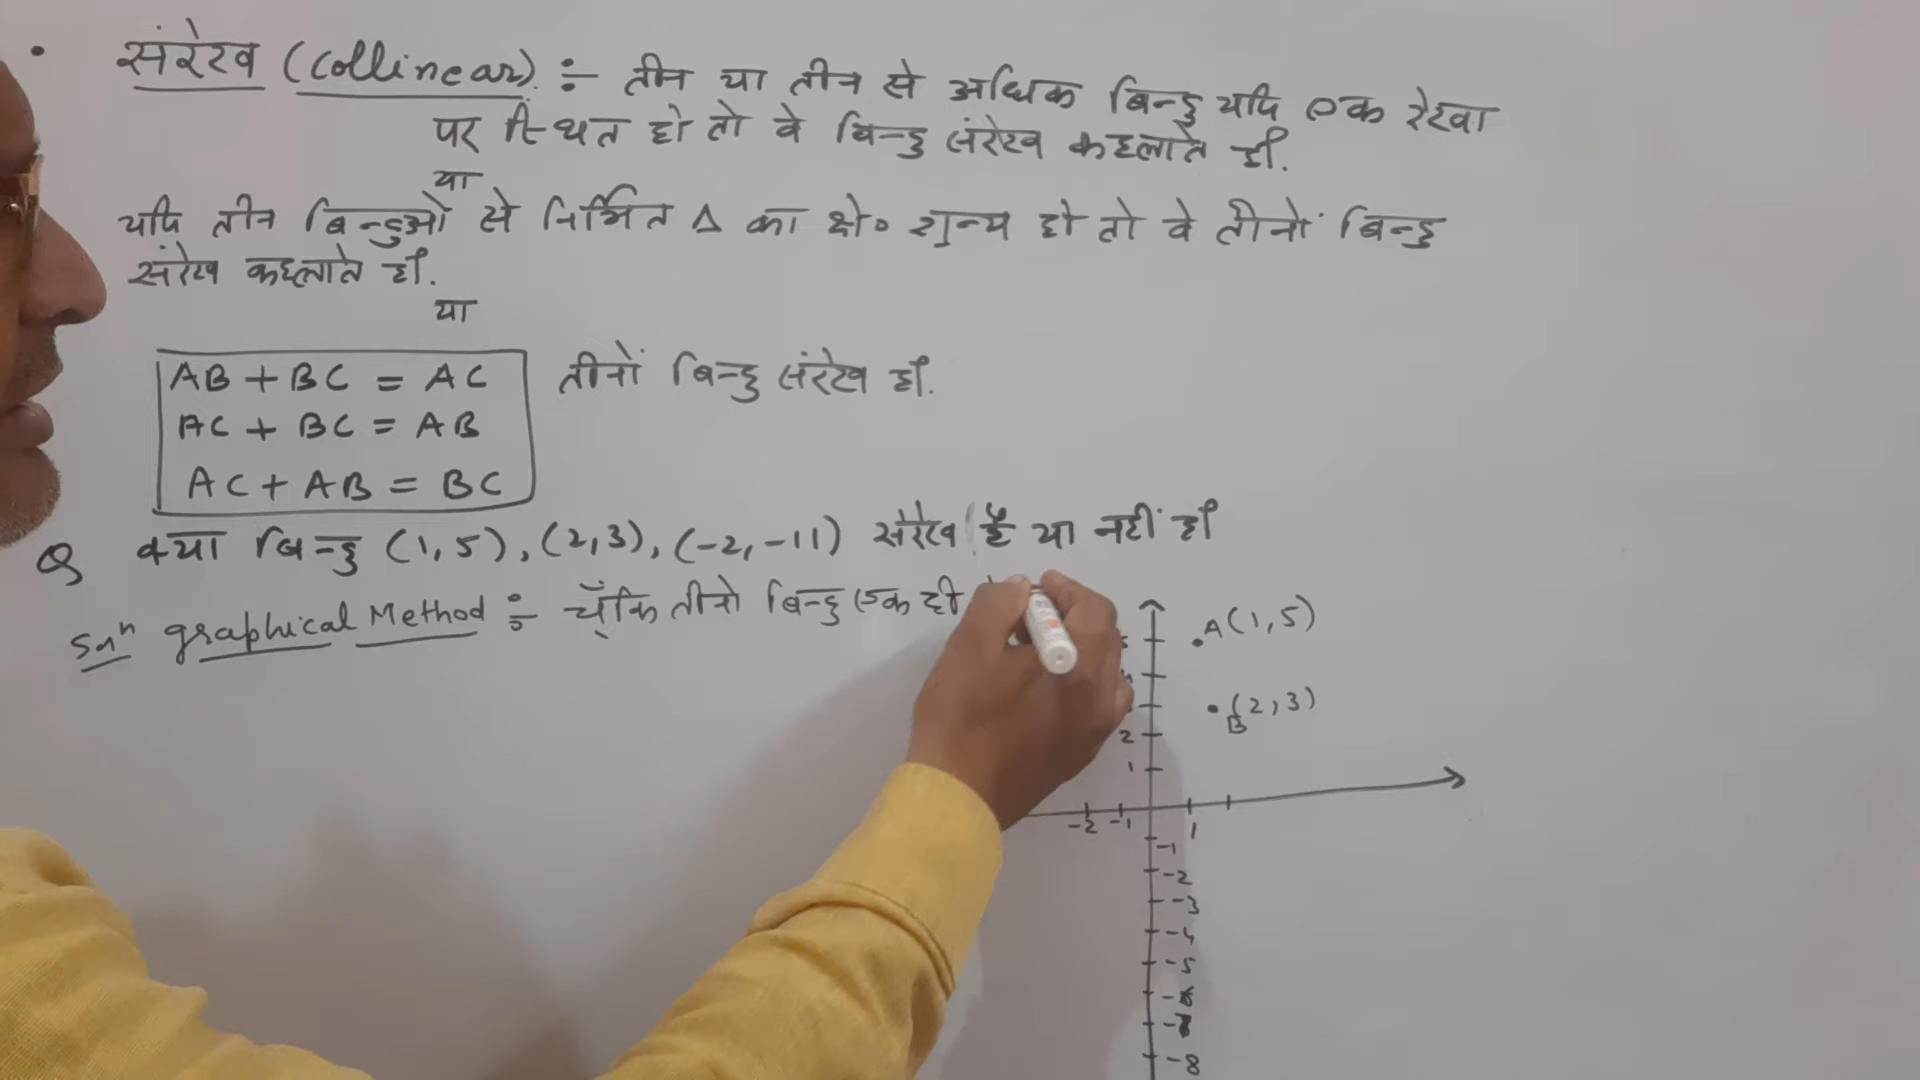 • संरेख (Collinear) :- तीन या तीन से अधिक बिन्दु यदि एक रेखा
पर स्थित हो तो वे बिन्दु संरेख कहलाते हैं.
या
यदि तीन बिन्दुओं से निर्मित Δ का क्षे० शुन्य हो तो वे तीनों बिन्दु
संरेख कहलाते हैं.
या
AB + BC = AC तीनों बिन्दु संरेख हैं.
AC + BC = AB
AC + AB = BC
Q क्या बिन्दु (1, 5), (2, 3), (-2, -11) संरेख हैं या नहीं हैं
Solⁿ graphical Method :- चूँकि तीनो बिन्दु एक ही
A(1, 5)
B(2, 3)
2
1
-2 -1 1
-1
-2
-3
-4
-5
-6
-7
-8